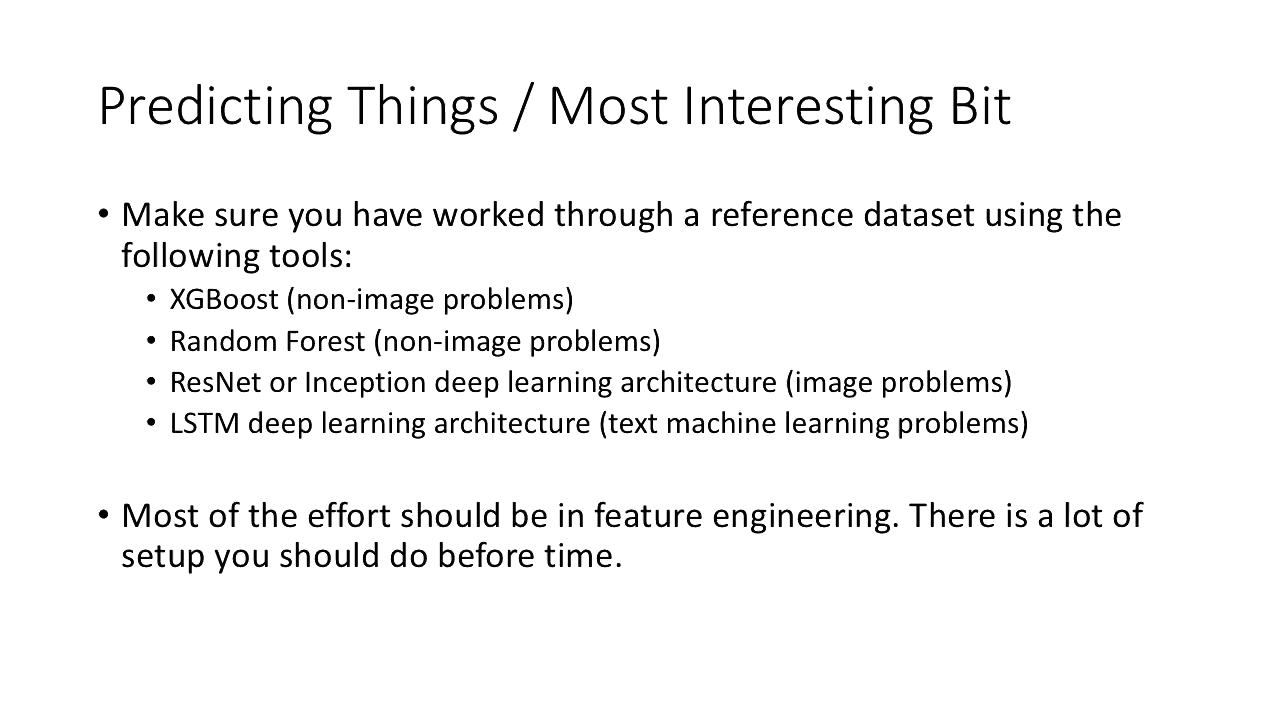 Predicting Things / Most Interesting Bit
• Make sure you have worked through a reference dataset using the
following tools:
• XGBoost (non-image problems)
• Random Forest (non-image problems)
• ResNet or Inception deep learning architecture (image problems)
• LSTM deep learning architecture (text machine learning problems)
• Most of the effort should be in feature engineering. There is a lot of
setup you should do before time.